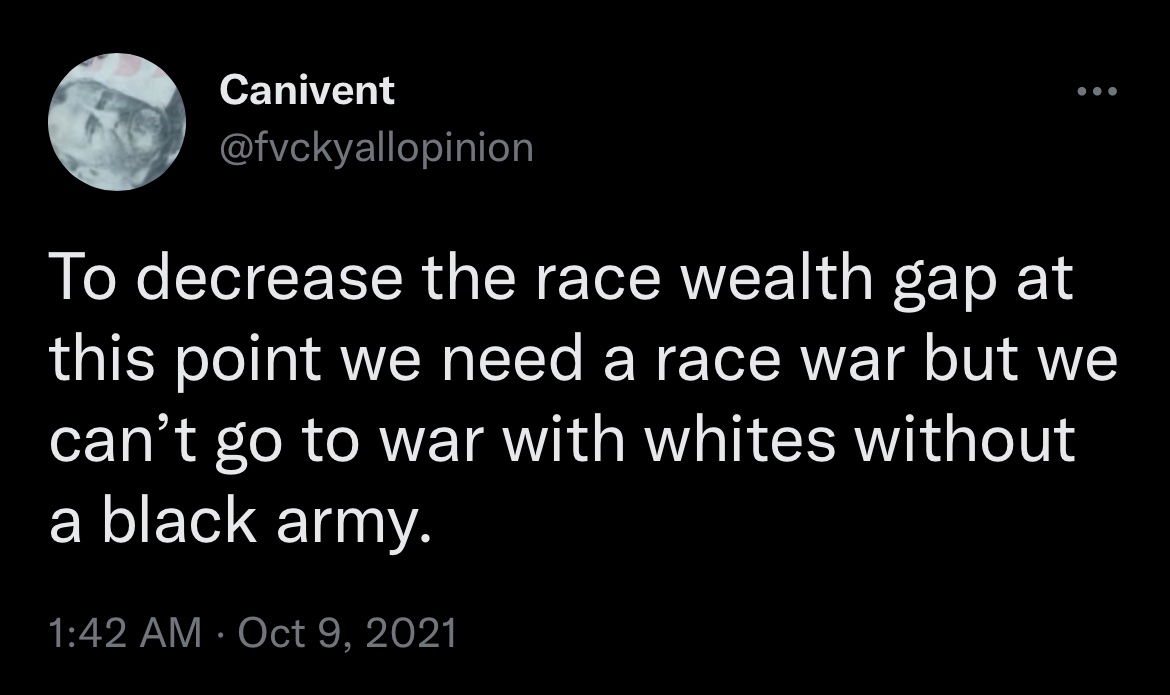 Canivent
@fvckyallopinion
To decrease the race wealth gap at
this point we need a race war but we
can’t go to war with whites without
a black army.
1:42 AM · Oct 9, 2021